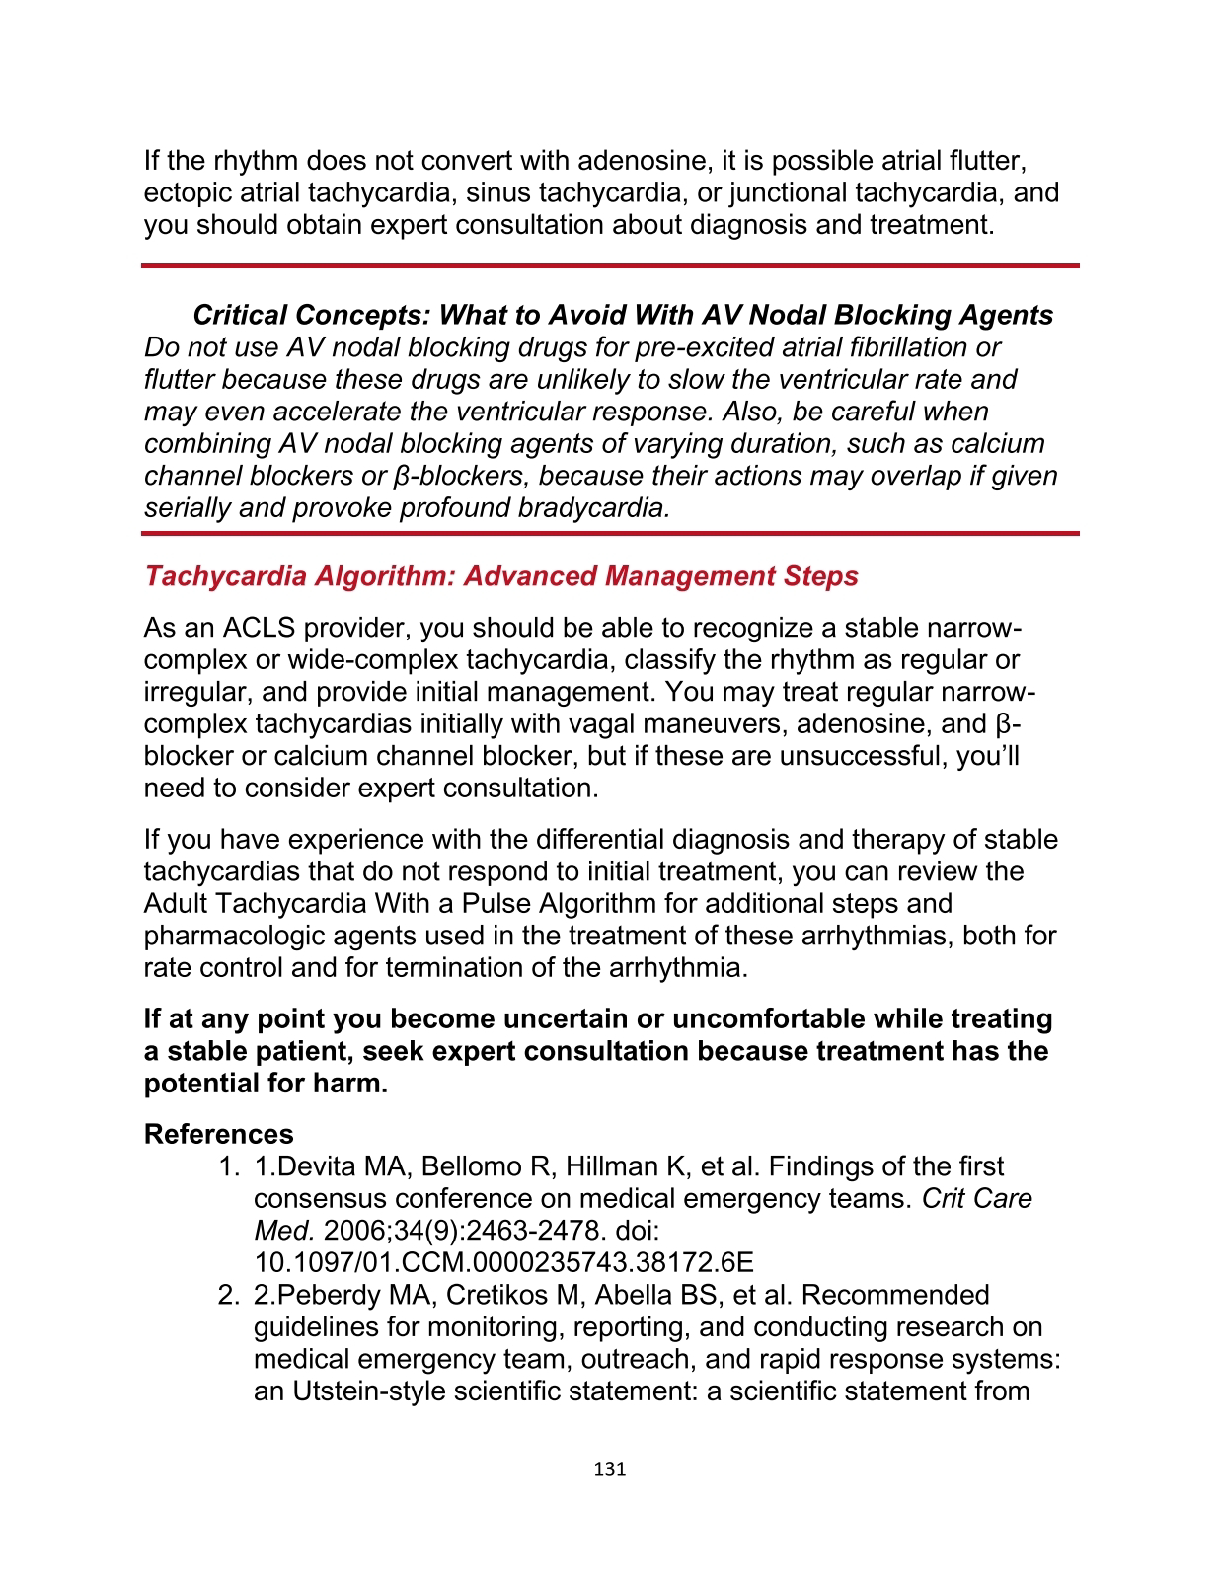 If the rhythm does not convert with adenosine, it is possible atrial flutter,
ectopic atrial tachycardia, sinus tachycardia, or junctional tachycardia, and
you should obtain expert consultation about diagnosis and treatment.
Critical Concepts: What to Avoid With AV Nodal Blocking Agents
Do not use AV nodal blocking drugs for pre-excited atrial fibrillation or
flutter because these drugs are unlikely to slow the ventricular rate and
may even accelerate the ventricular response. Also, be careful when
combining AV nodal blocking agents of varying duration, such as calcium
channel blockers or β-blockers, because their actions may overlap if given
serially and provoke profound bradycardia.
Tachycardia Algorithm: Advanced Management Steps
As an ACLS provider, you should be able to recognize a stable narrow-
complex or wide-complex tachycardia, classify the rhythm as regular or
irregular, and provide initial management. You may treat regular narrow-
complex tachycardias initially with vagal maneuvers, adenosine, and β-
blocker or calcium channel blocker, but if these are unsuccessful, you’ll
need to consider expert consultation.
If you have experience with the differential diagnosis and therapy of stable
tachycardias that do not respond to initial treatment, you can review the
Adult Tachycardia With a Pulse Algorithm for additional steps and
pharmacologic agents used in the treatment of these arrhythmias, both for
rate control and for termination of the arrhythmia.
If at any point you become uncertain or uncomfortable while treating
a stable patient, seek expert consultation because treatment has the
potential for harm.
References
1. 1.Devita MA, Bellomo R, Hillman K, et al. Findings of the first
consensus conference on medical emergency teams. Crit Care
Med. 2006;34(9):2463-2478. doi:
10.1097/01.CCM.0000235743.38172.6E
2. 2.Peberdy MA, Cretikos M, Abella BS, et al. Recommended
guidelines for monitoring, reporting, and conducting research on
medical emergency team, outreach, and rapid response systems:
an Utstein-style scientific statement: a scientific statement from
131